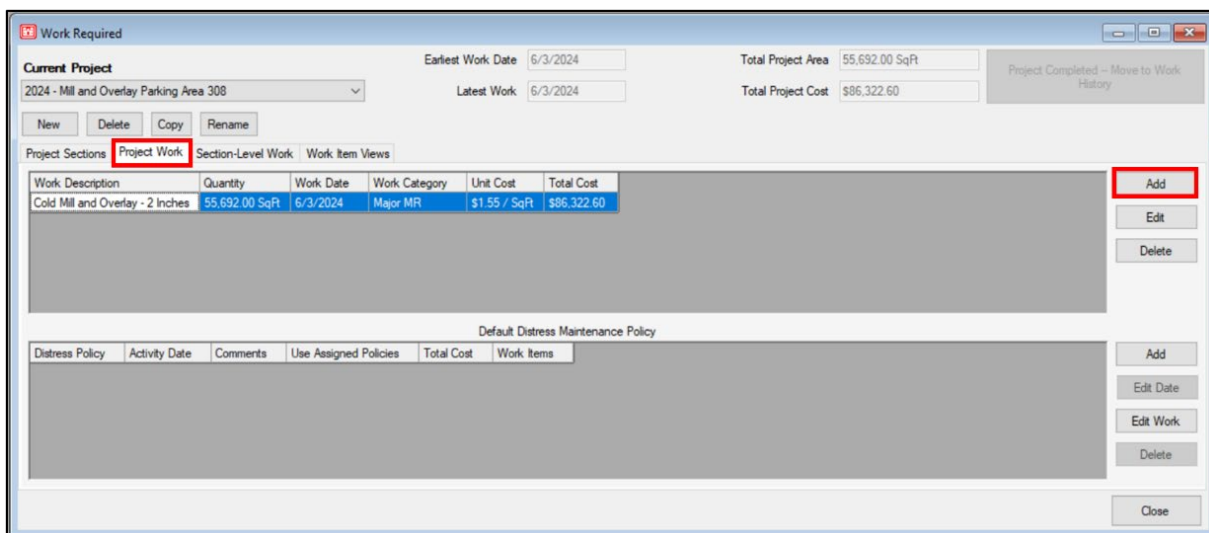 Work Required
Current Project
2024 - Mill and Overlay Parking Area 308
Earliest Work Date 6/3/2024
Latest Work 6/3/2024
Total Project Area 55,692.00 SqFt
Total Project Cost $86,322.60
Project Completed -- Move to Work
History
New Delete Copy Rename
Project Sections Project Work Section-Level Work Work Item Views
Work Description Quantity Work Date Work Category Unit Cost Total Cost
Cold Mill and Overlay - 2 Inches 55,692.00 SqFt 6/3/2024 Major MR $1.55 / SqFt $86,322.60
Add
Edit
Delete
Default Distress Maintenance Policy
Distress Policy Activity Date Comments Use Assigned Policies Total Cost Work Items
Add
Edit Date
Edit Work
Delete
Close